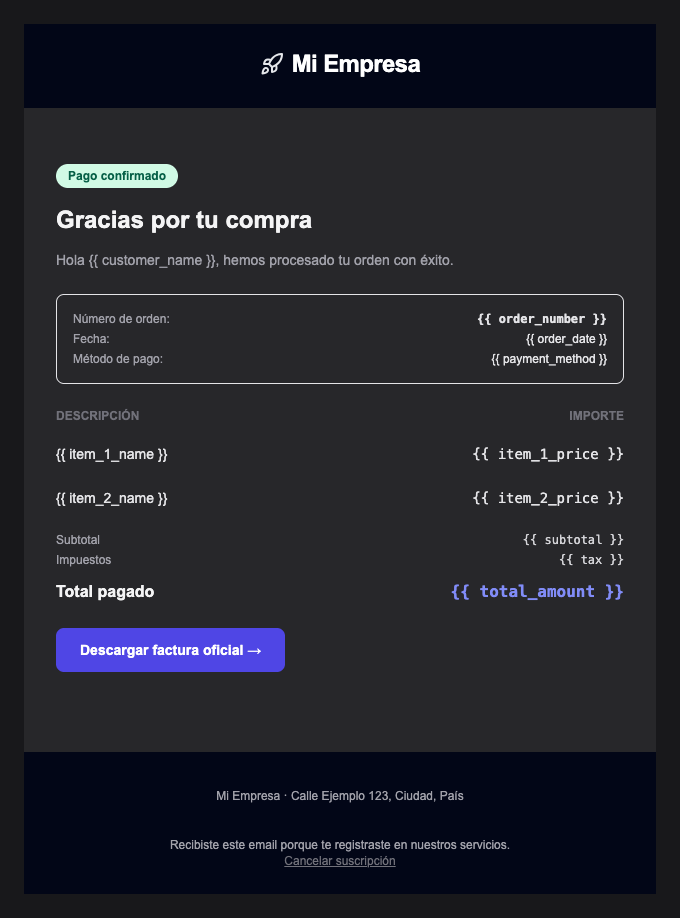 Mi Empresa
Pago confirmado
Gracias por tu compra
Hola {{ customer_name }}, hemos procesado tu orden con éxito.
Número de orden: {{ order_number }}
Fecha: {{ order_date }}
Método de pago: {{ payment_method }}
DESCRIPCIÓN IMPORTE
{{ item_1_name }} {{ item_1_price }}
{{ item_2_name }} {{ item_2_price }}
Subtotal {{ subtotal }}
Impuestos {{ tax }}
Total pagado {{ total_amount }}
Descargar factura oficial →
Mi Empresa · Calle Ejemplo 123, Ciudad, País
Recibiste este email porque te registraste en nuestros servicios.
Cancelar suscripción